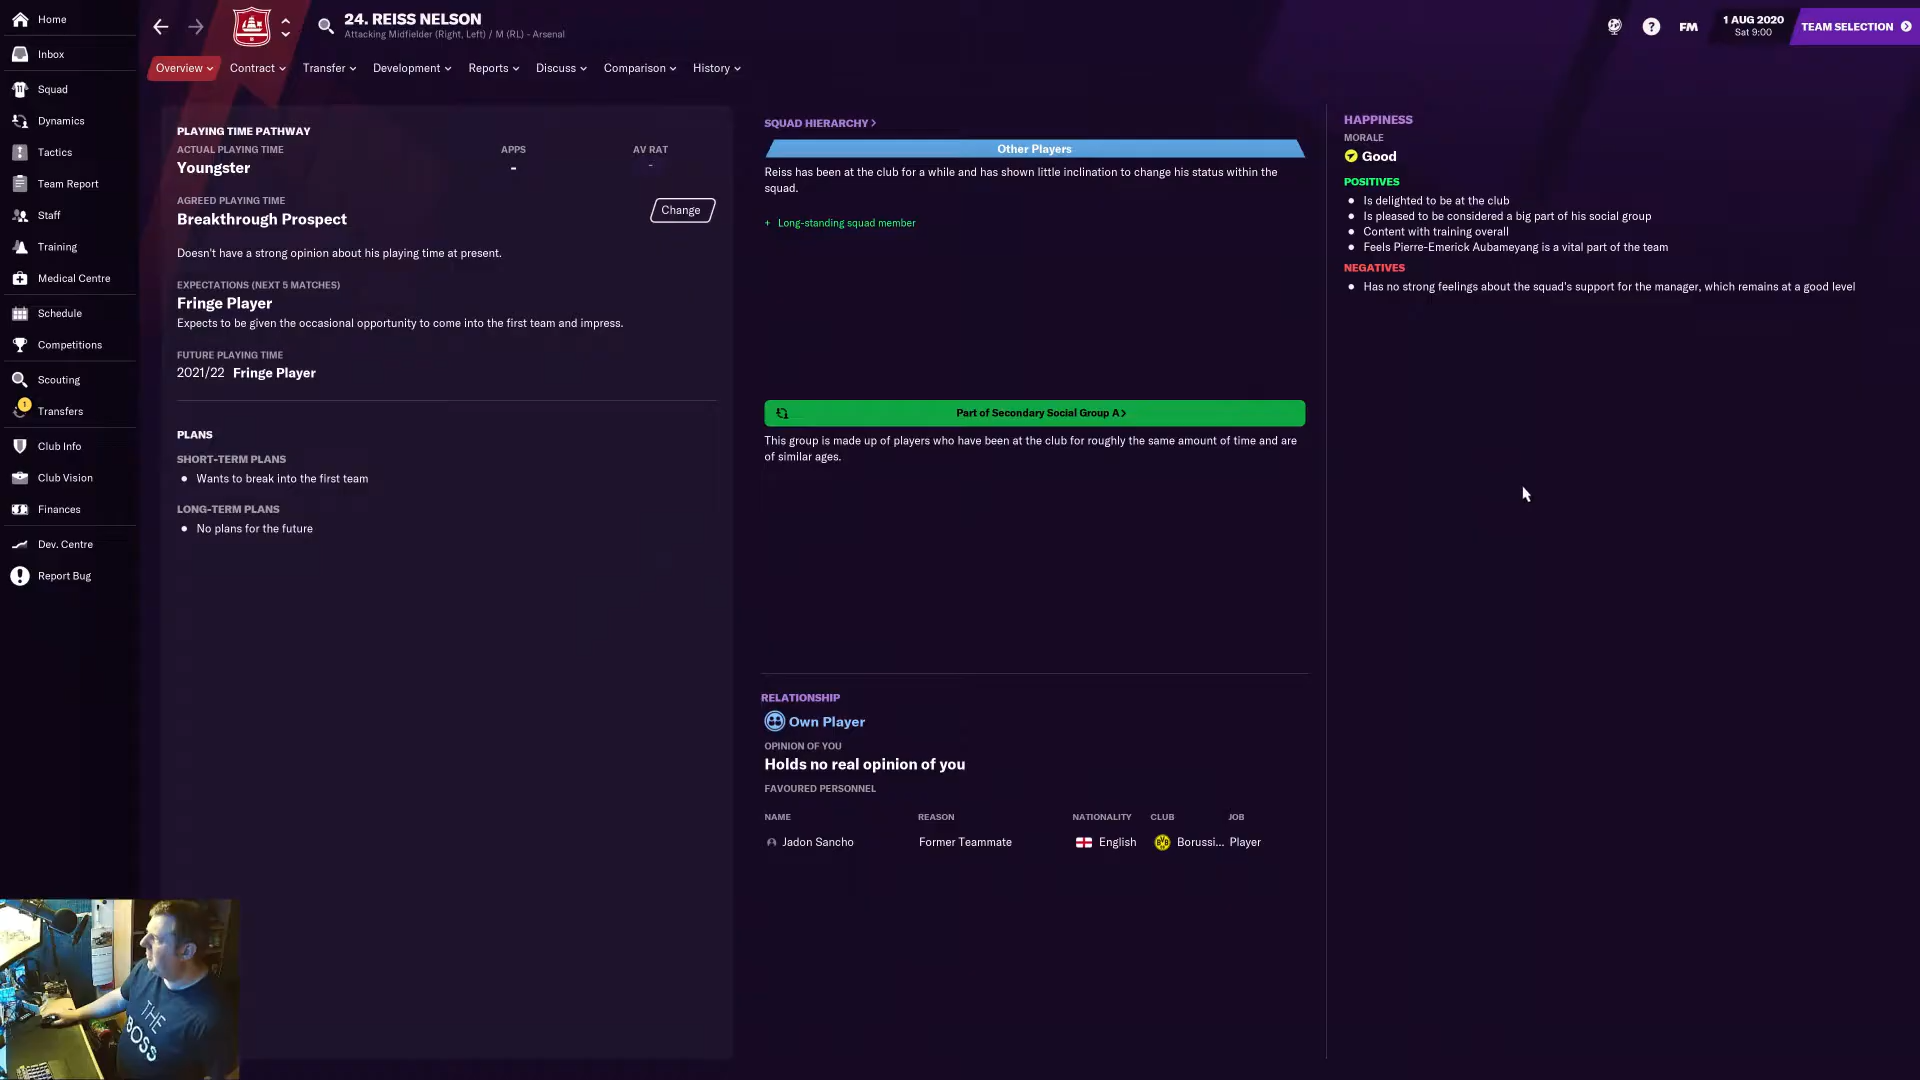 Home
Inbox
Squad
Dynamics
Tactics
Team Report
Staff
Training
Medical Centre
Schedule
Competitions
Scouting
1
Transfers
Club Info
Club Vision
Finances
Dev. Centre
Report Bug
24. REISS NELSON
Attacking Midfielder (Right, Left) / M (RL) - Arsenal
FM
1 AUG 2020
Sat 9:00
TEAM SELECTION
Overview
Contract
Transfer
Development
Reports
Discuss
Comparison
History
PLAYING TIME PATHWAY
ACTUAL PLAYING TIME APPS AV RAT
Youngster - -
AGREED PLAYING TIME
Breakthrough Prospect
Change
Doesn't have a strong opinion about his playing time at present.
EXPECTATIONS (NEXT 5 MATCHES)
Fringe Player
Expects to be given the occasional opportunity to come into the first team and impress.
FUTURE PLAYING TIME
2021/22 Fringe Player
PLANS
SHORT-TERM PLANS
Wants to break into the first team
LONG-TERM PLANS
No plans for the future
SQUAD HIERARCHY >
Other Players
Reiss has been at the club for a while and has shown little inclination to change his status within the
squad.
+ Long-standing squad member
Part of Secondary Social Group A >
This group is made up of players who have been at the club for roughly the same amount of time and are
of similar ages.
RELATIONSHIP
Own Player
OPINION OF YOU
Holds no real opinion of you
FAVOURED PERSONNEL
NAME REASON NATIONALITY CLUB JOB
Jadon Sancho Former Teammate English Borussi... Player
HAPPINESS
MORALE
Good
POSITIVES
Is delighted to be at the club
Is pleased to be considered a big part of his social group
Content with training overall
Feels Pierre-Emerick Aubameyang is a vital part of the team
NEGATIVES
Has no strong feelings about the squad's support for the manager, which remains at a good level
THE
BOSS